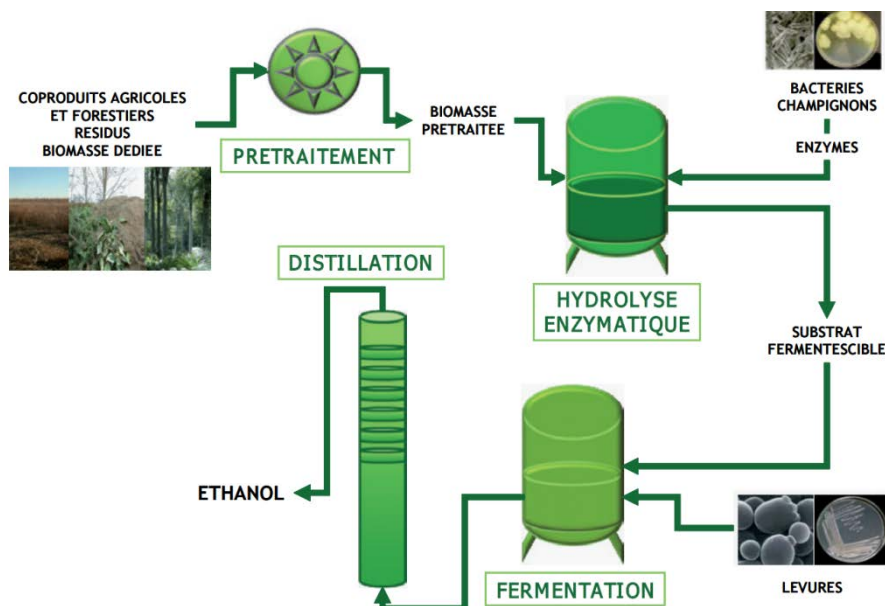 COPRODUITS AGRICOLES
ET FORESTIERS
RESIDUS
BIOMASSE DEDIEE
PRETRAITEMENT
BIOMASSE
PRETRAITEE
BACTERIES
CHAMPIGNONS
ENZYMES
HYDROLYSE
ENZYMATIQUE
SUBSTRAT
FERMENTESCIBLE
LEVURES
FERMENTATION
DISTILLATION
ETHANOL